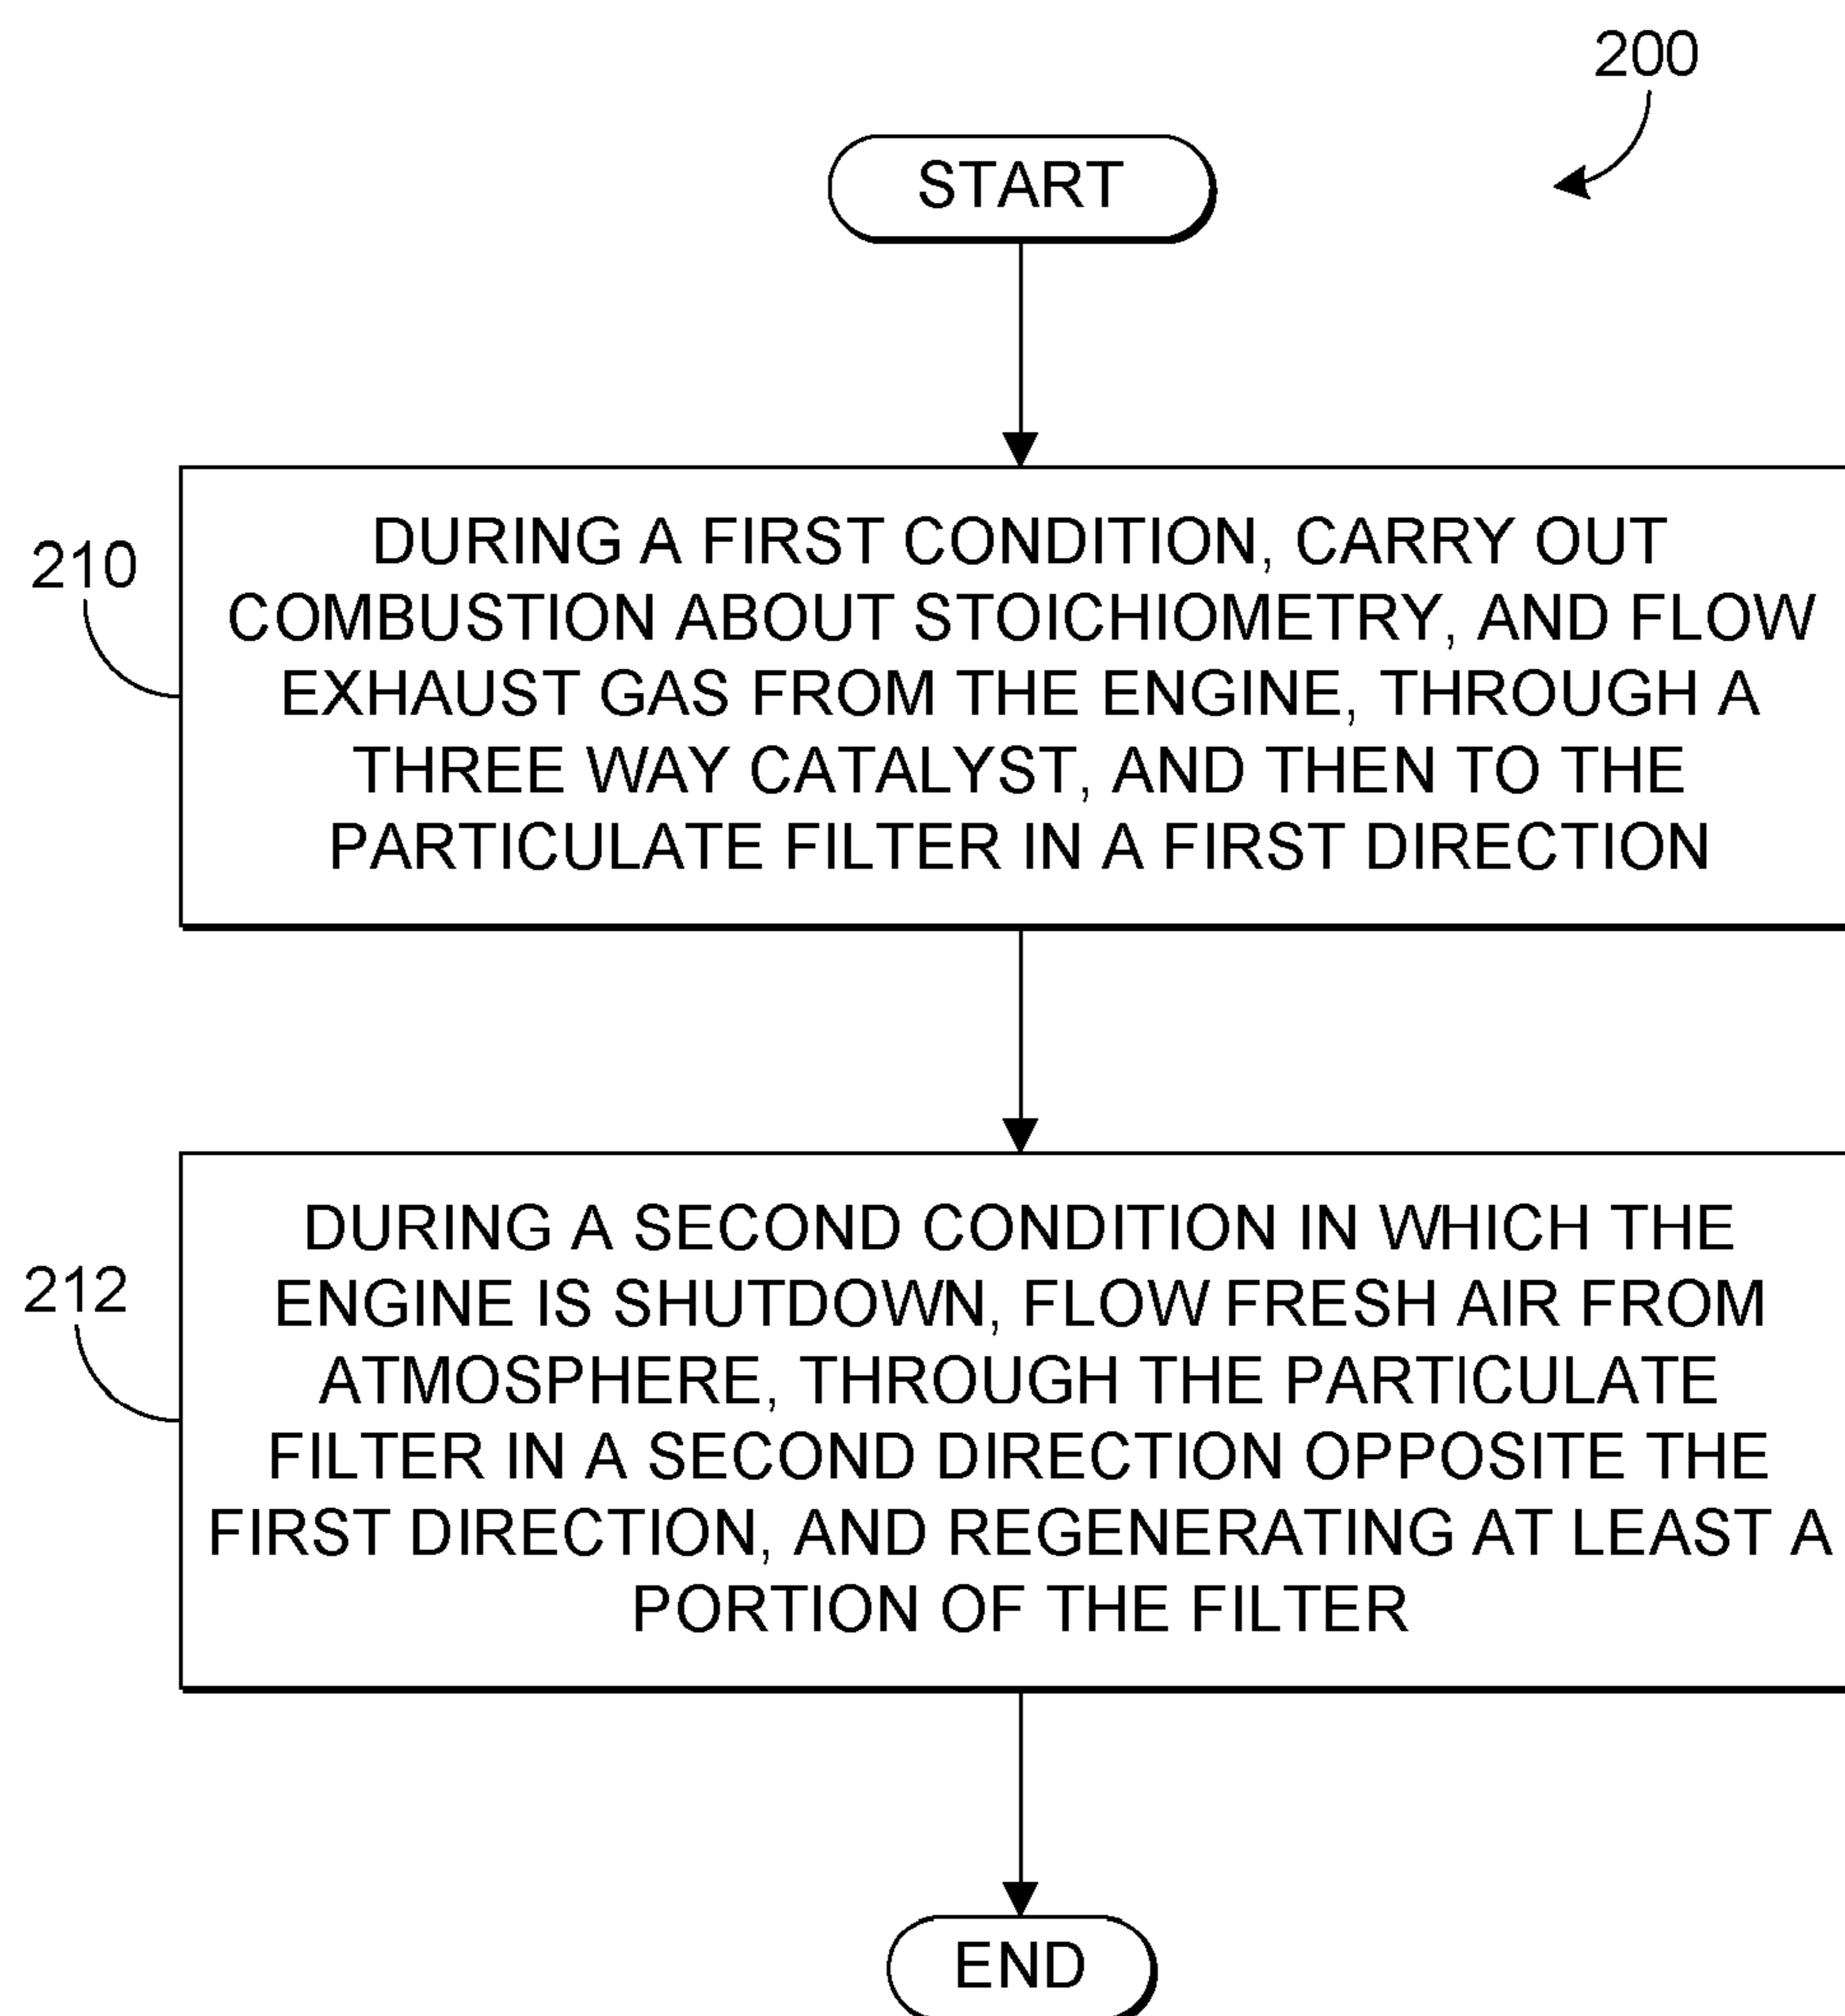 200
START
210
DURING A FIRST CONDITION, CARRY OUT
COMBUSTION ABOUT STOICHIOMETRY, AND FLOW
EXHAUST GAS FROM THE ENGINE, THROUGH A
THREE WAY CATALYST, AND THEN TO THE
PARTICULATE FILTER IN A FIRST DIRECTION
212
DURING A SECOND CONDITION IN WHICH THE
ENGINE IS SHUTDOWN, FLOW FRESH AIR FROM
ATMOSPHERE, THROUGH THE PARTICULATE
FILTER IN A SECOND DIRECTION OPPOSITE THE
FIRST DIRECTION, AND REGENERATING AT LEAST A
PORTION OF THE FILTER
END